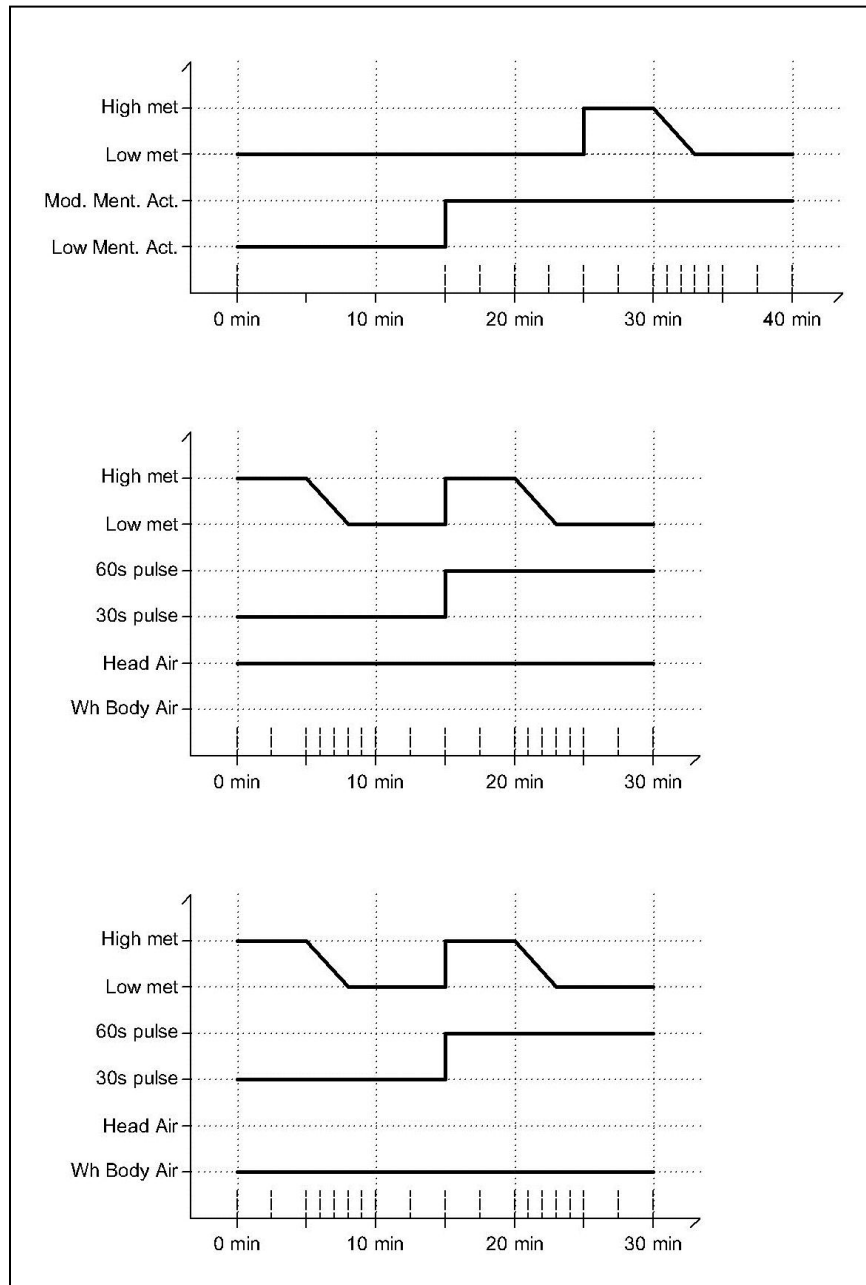 High met
Low met
Mod. Ment. Act.
Low Ment. Act.
0 min 10 min 20 min 30 min 40 min
High met
Low met
60s pulse
30s pulse
Head Air
Wh Body Air
0 min 10 min 20 min 30 min
High met
Low met
60s pulse
30s pulse
Head Air
Wh Body Air
0 min 10 min 20 min 30 min